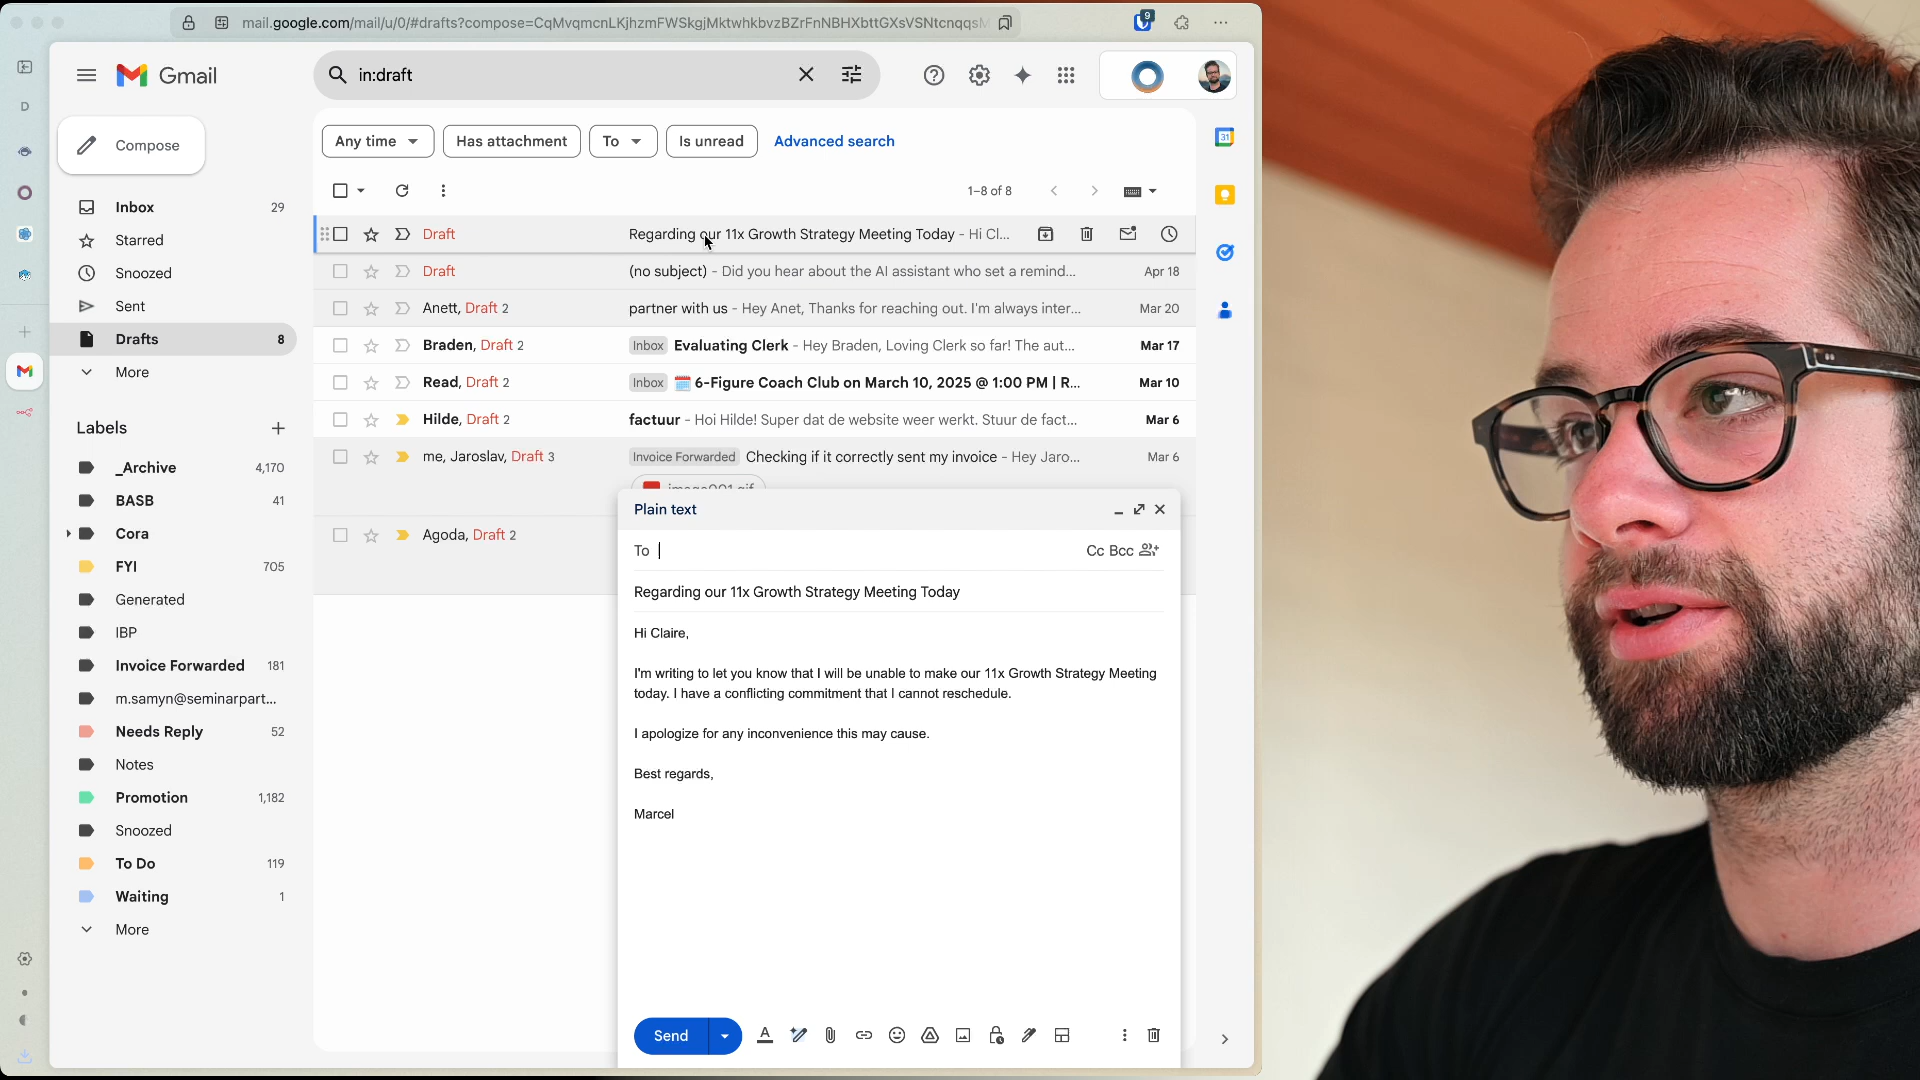 mail.google.com/mail/u/0/#drafts?compose=CqMvqmcnLKjhzmFWSkgjMktwhkbvzBZrFnNBHXbttGXsVSNtcnqqsM
9
D
Gmail
in:draft
Compose
Any time
Has attachment
To
Is unread
Advanced search
31
1–8 of 8
Inbox 29
Starred
Snoozed
Sent
Drafts 8
More
Labels
_Archive 4,170
BASB 41
Cora
FYI 705
Generated
IBP
Invoice Forwarded 181
m.samyn@seminarpart...
Needs Reply 52
Notes
Promotion 1,182
Snoozed
To Do 119
Waiting 1
More
Draft Regarding our 11x Growth Strategy Meeting Today - Hi Cl...
Draft (no subject) - Did you hear about the AI assistant who set a remind... Apr 18
Anett, Draft 2 partner with us - Hey Anet, Thanks for reaching out. I'm always inter... Mar 20
Braden, Draft 2 Inbox Evaluating Clerk - Hey Braden, Loving Clerk so far! The aut... Mar 17
Read, Draft 2 Inbox 6-Figure Coach Club on March 10, 2025 @ 1:00 PM | R... Mar 10
Hilde, Draft 2 factuur - Hoi Hilde! Super dat de website weer werkt. Stuur de fact... Mar 6
me, Jaroslav, Draft 3 Invoice Forwarded Checking if it correctly sent my invoice - Hey Jaro... Mar 6
image001.gif
Agoda, Draft 2
Plain text
To Cc Bcc
Regarding our 11x Growth Strategy Meeting Today
Hi Claire,
I'm writing to let you know that I will be unable to make our 11x Growth Strategy Meeting
today. I have a conflicting commitment that I cannot reschedule.
I apologize for any inconvenience this may cause.
Best regards,
Marcel
Send